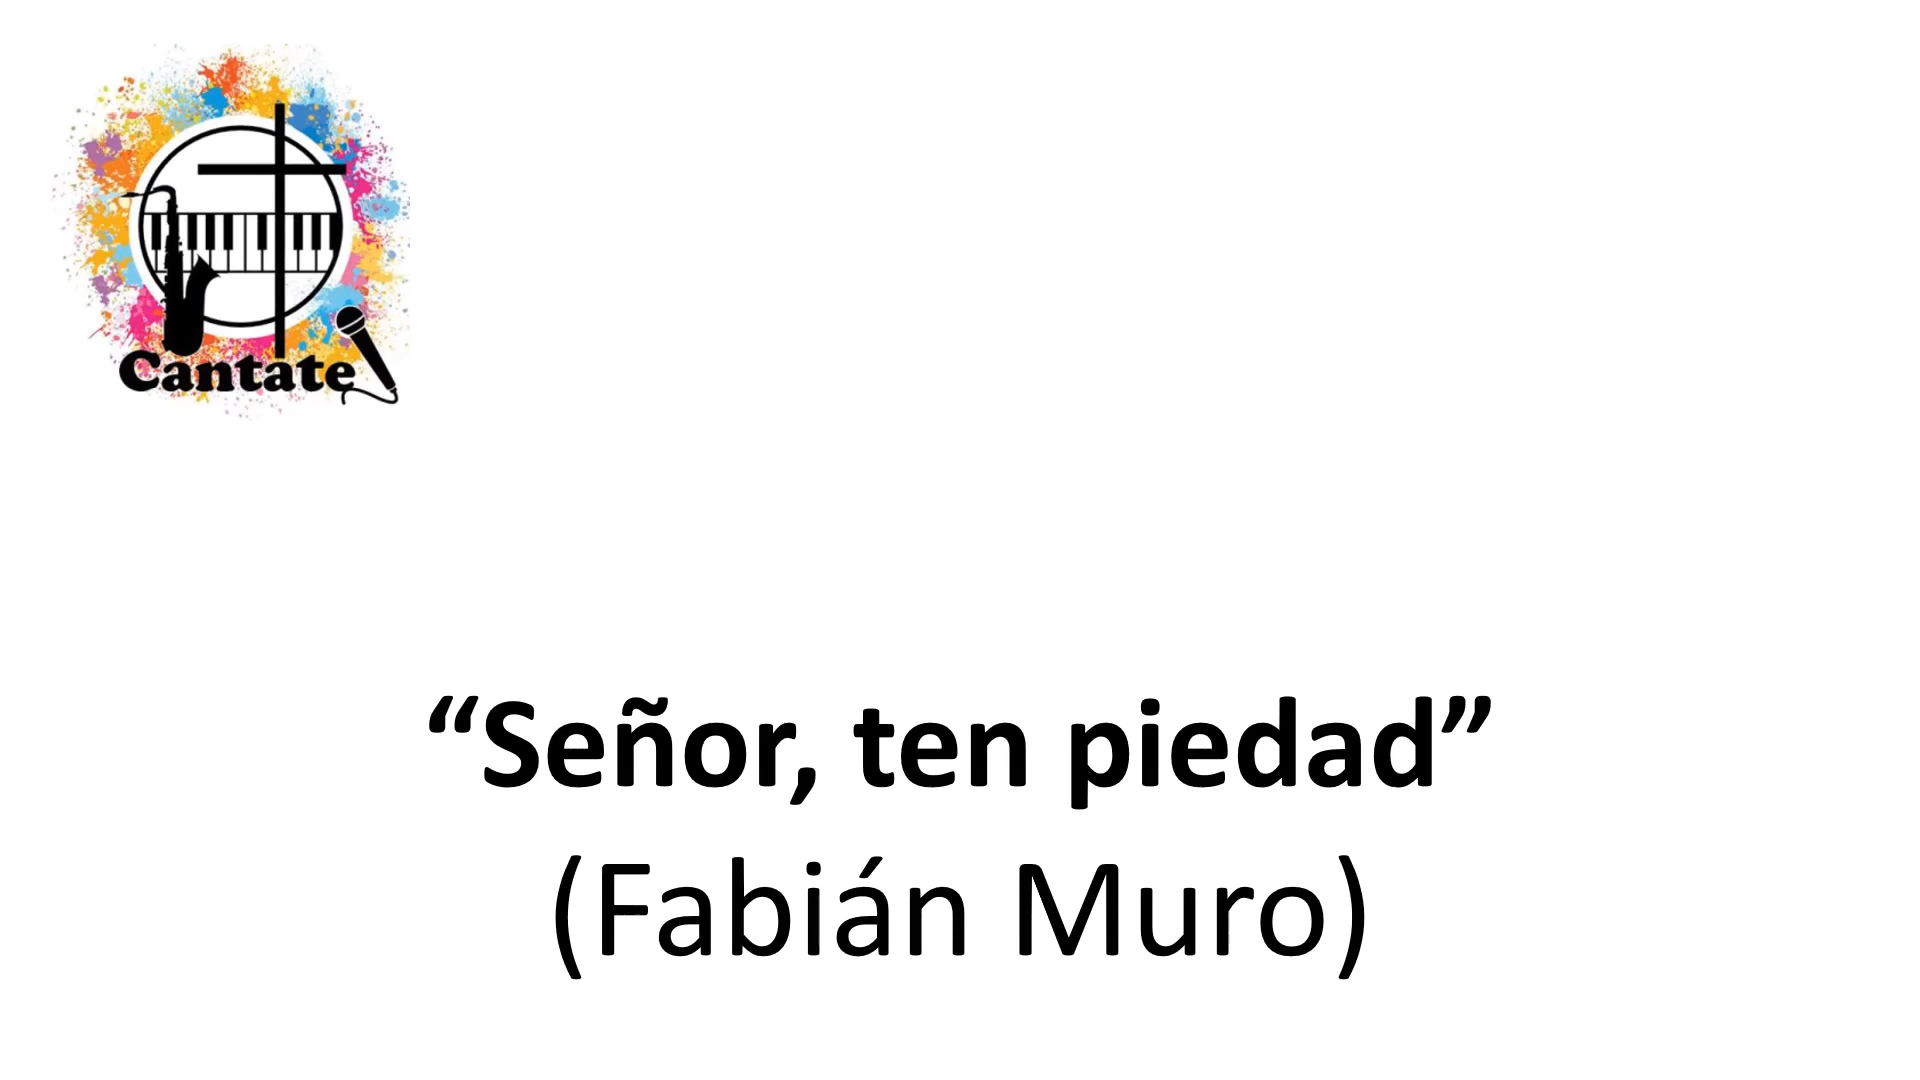 Cantate
“Señor, ten piedad”
(Fabián Muro)